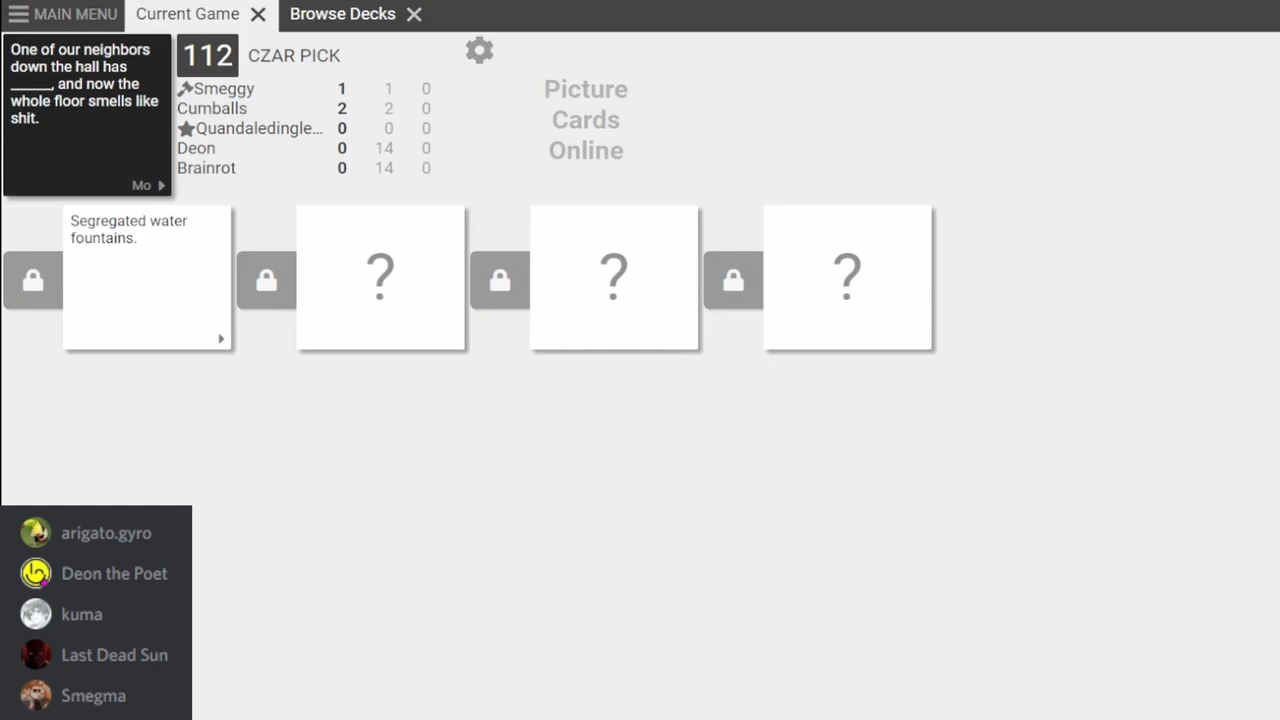 MAIN MENU
Current Game
Browse Decks
One of our neighbors
down the hall has
_____, and now the
whole floor smells like
shit.
Mo
112
CZAR PICK
Smeggy 1 1 0
Cumballs 2 2 0
Quandaledingle... 0 0 0
Deon 0 14 0
Brainrot 0 14 0
Picture
Cards
Online
Segregated water
fountains.
?
?
?
arigato.gyro
Deon the Poet
kuma
Last Dead Sun
Smegma